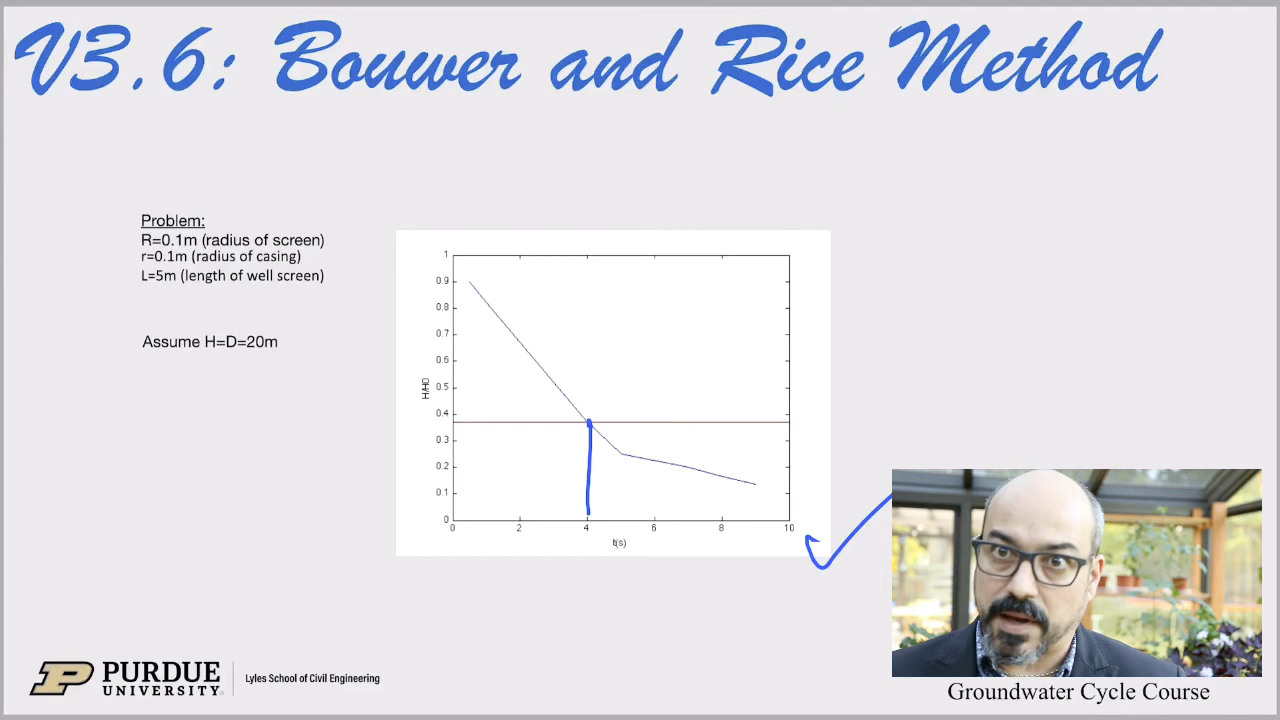 V3.6: Bouwer and Rice Method
Problem:
R=0.1m (radius of screen)
r=0.1m (radius of casing)
L=5m (length of well screen)
Assume H=D=20m
1
0.9
0.8
0.7
0.6
0.5
0.4
0.3
0.2
0.1
0
H/H0
0 2 4 6 8 10
t(s)
P PURDUE UNIVERSITY
Lyles School of Civil Engineering
Groundwater Cycle Course